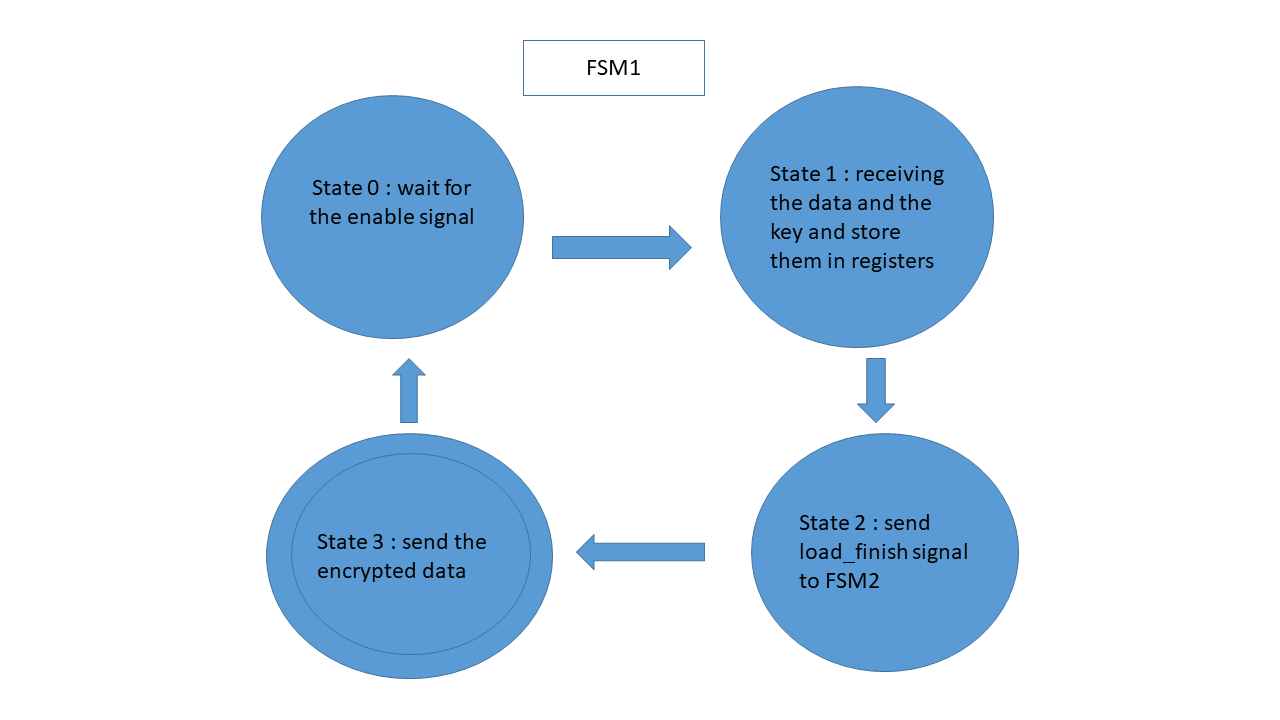 FSM1
State 0 : wait for
the enable signal
State 1 : receiving
the data and the
key and store
them in registers
State 2 : send
load_finish signal
to FSM2
State 3 : send the
encrypted data